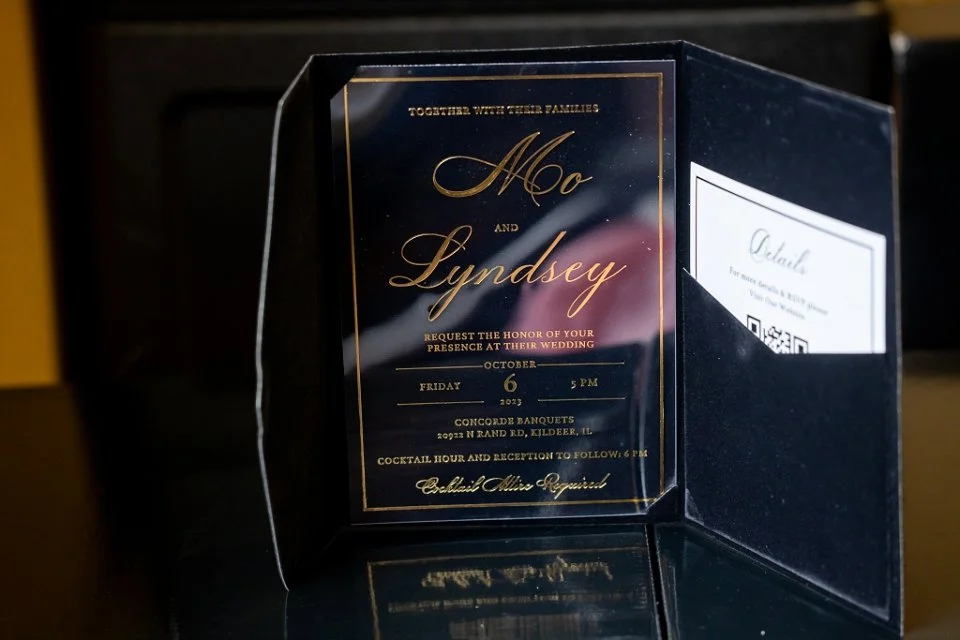 TOGETHER WITH THEIR FAMILIES
Mo
AND
Lyndsey
REQUEST THE HONOR OF YOUR
PRESENCE AT THEIR WEDDING
OCTOBER
FRIDAY 6 5 PM
2023
CONCORDE BANQUETS
20922 N RAND RD, KILDEER, IL
COCKTAIL HOUR AND RECEPTION TO FOLLOW: 6 PM
Cocktail Attire Required
Details
For more details & RSVP please
Visit Our Website